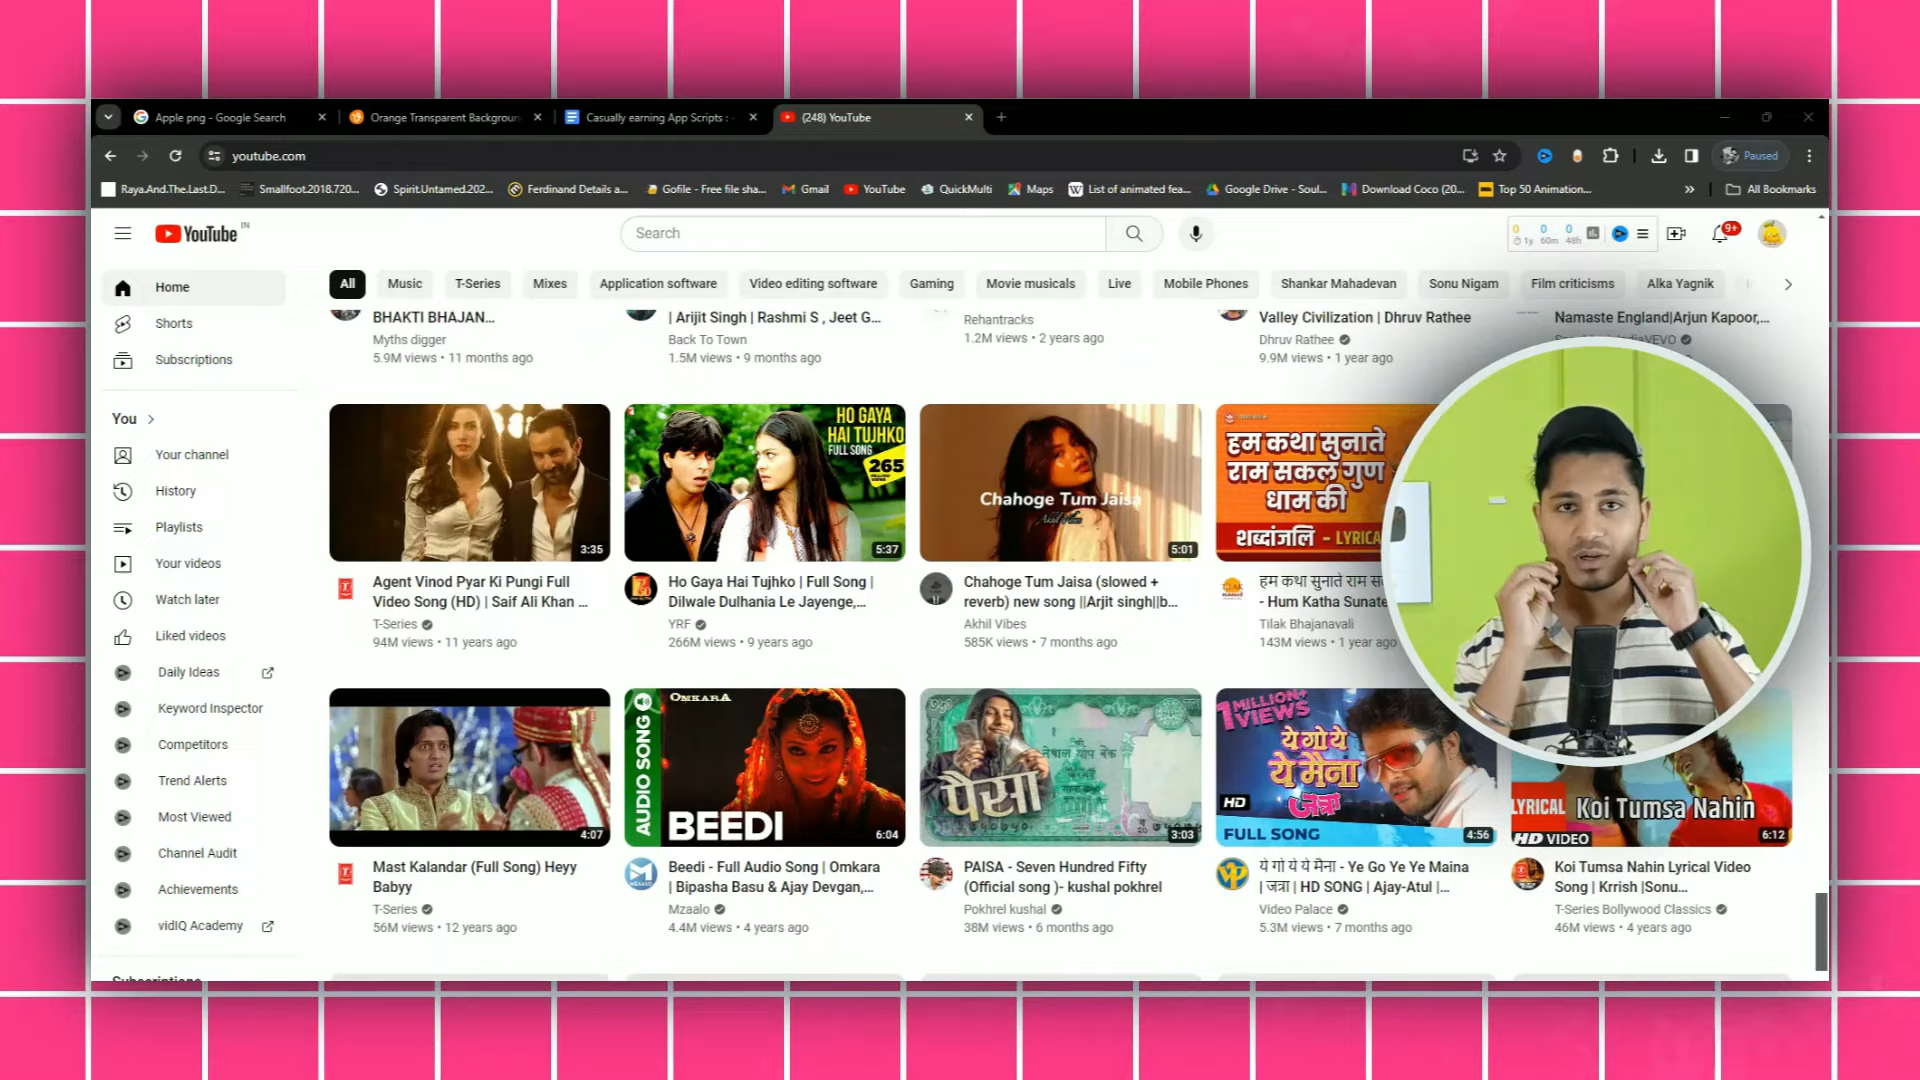 Apple png - Google Search
Orange Transparent Backgroun
Casually earning App Scripts : -
(248) YouTube
youtube.com
Paused
Raya.And.The.Last.D...
Smallfoot.2018.720...
Spirit.Untamed.202...
Ferdinand Details a...
Gofile - Free file sha...
Gmail
YouTube
QuickMulti
Maps
List of animated fea...
Google Drive - Soul...
Download Coco (20...
Top 50 Animation...
All Bookmarks
YouTube IN
Search
0 0 0
1y 60m 48h
9+
Home
Shorts
Subscriptions
You
Your channel
History
Playlists
Your videos
Watch later
Liked videos
Daily Ideas
Keyword Inspector
Competitors
Trend Alerts
Most Viewed
Channel Audit
Achievements
vidIQ Academy
Subscriptions
All
Music
T-Series
Mixes
Application software
Video editing software
Gaming
Movie musicals
Live
Mobile Phones
Shankar Mahadevan
Sonu Nigam
Film criticisms
Alka Yagnik
BHAKTI BHAJAN...
Myths digger
5.9M views • 11 months ago
| Arijit Singh | Rashmi S , Jeet G...
Back To Town
1.5M views • 9 months ago
Rehantracks
1.2M views • 2 years ago
Valley Civilization | Dhruv Rathee
Dhruv Rathee
9.9M views • 1 year ago
Namaste England|Arjun Kapoor,...
3:35
Agent Vinod Pyar Ki Pungi Full
Video Song (HD) | Saif Ali Khan ...
T-Series
94M views • 11 years ago
HO GAYA
HAI TUJHKO
FULL SONG
265
5:37
Ho Gaya Hai Tujhko | Full Song |
Dilwale Dulhania Le Jayenge,...
YRF
266M views • 9 years ago
Chahoge Tum Jaisa
5:01
Chahoge Tum Jaisa (slowed +
reverb) new song ||Arjit singh||b...
Akhil Vibes
585K views • 7 months ago
हम कथा सुनाते
राम सकल गुण
धाम की
शब्दांजलि - LYRICA
हम कथा सुनाते राम स
- Hum Katha Sunate
Tilak Bhajanavali
143M views • 1 year ago
4:07
Mast Kalandar (Full Song) Heyy
Babyy
T-Series
56M views • 12 years ago
OMKARA
AUDIO SONG
BEEDI
6:04
Beedi - Full Audio Song | Omkara
| Bipasha Basu & Ajay Devgan,...
Mzaalo
4.4M views • 4 years ago
पैसा
3:03
PAISA - Seven Hundred Fifty
(Official song )- kushal pokhrel
Pokhrel kushal
38M views • 6 months ago
1MILLION+
VIEWS
ये गो ये
ये मैना
जत्रा
HD
FULL SONG
4:56
ये गो ये ये मैना - Ye Go Ye Ye Maina
| जत्रा | HD SONG | Ajay-Atul |...
Video Palace
5.3M views • 7 months ago
LYRICAL
Koi Tumsa Nahin
HD VIDEO
6:12
Koi Tumsa Nahin Lyrical Video
Song | Krrish |Sonu...
T-Series Bollywood Classics
46M views • 4 years ago